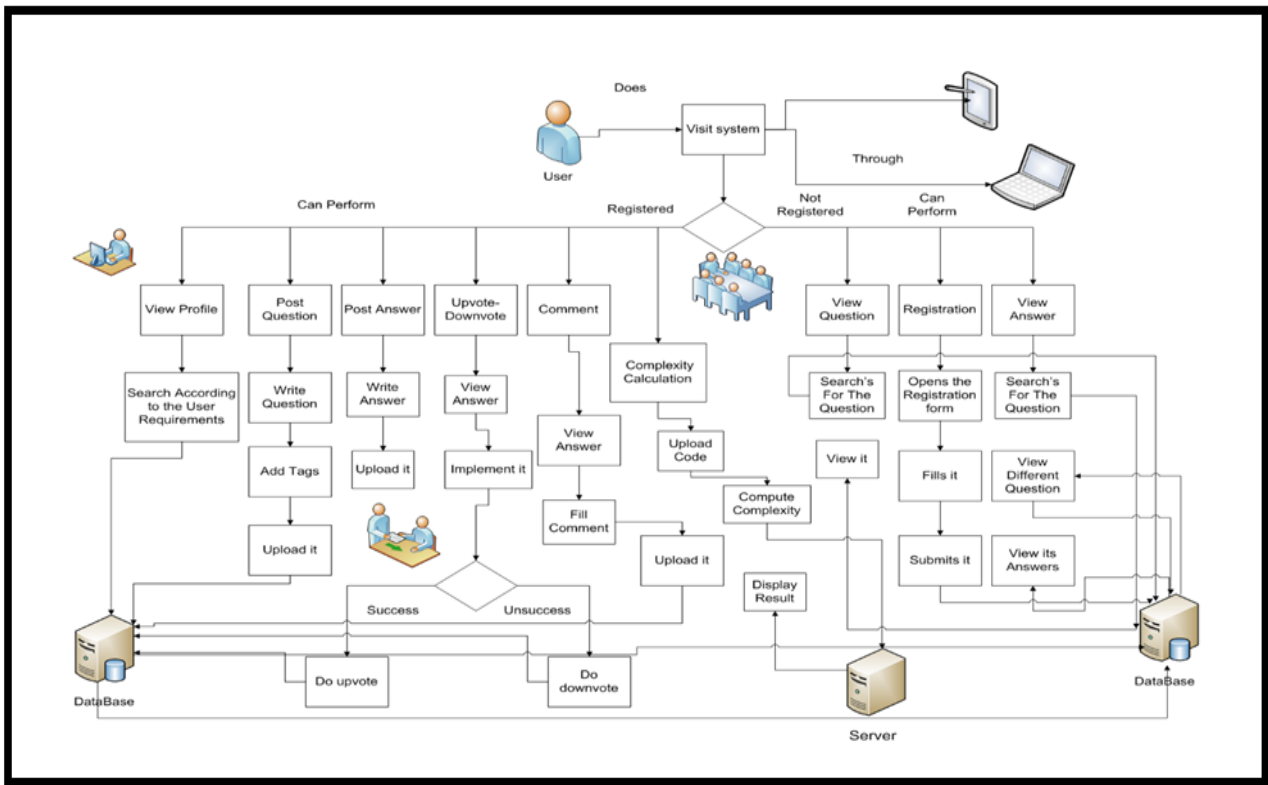 Does
Visit system
User
Through
Can Perform
Registered
Not
Registered
Can
Perform
View Profile
Post
Question
Post Answer
Upvote-
Downvote
Comment
View
Question
Registration
View
Answer
Complexity
Calculation
Search According
to the User
Requirements
Write
Question
Write
Answer
View
Answer
Search's
For The
Question
Opens the
Registration
form
Search's
For The
Question
View
Answer
Upload
Code
View it
Add Tags
Upload it
Implement it
Fills it
View
Different
Question
Compute
Complexity
Fill
Comment
Upload it
Upload it
Submits it
View its
Answers
Display
Result
Success
Unsuccess
Do upvote
Do
downvote
DataBase
DataBase
Server